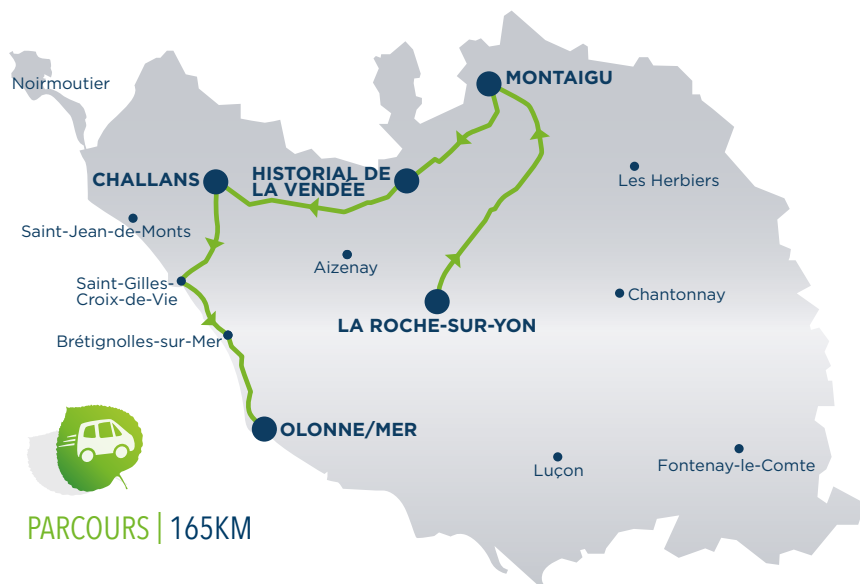 MONTAIGU
Noirmoutier
CHALLANS
HISTORIAL DE
LA VENDÉE
Les Herbiers
Saint-Jean-de-Monts
Aizenay
Saint-Gilles-
Croix-de-Vie
Chantonnay
LA ROCHE-SUR-YON
Brétignolles-sur-Mer
OLONNE/MER
Luçon
Fontenay-le-Comte
PARCOURS | 165KM